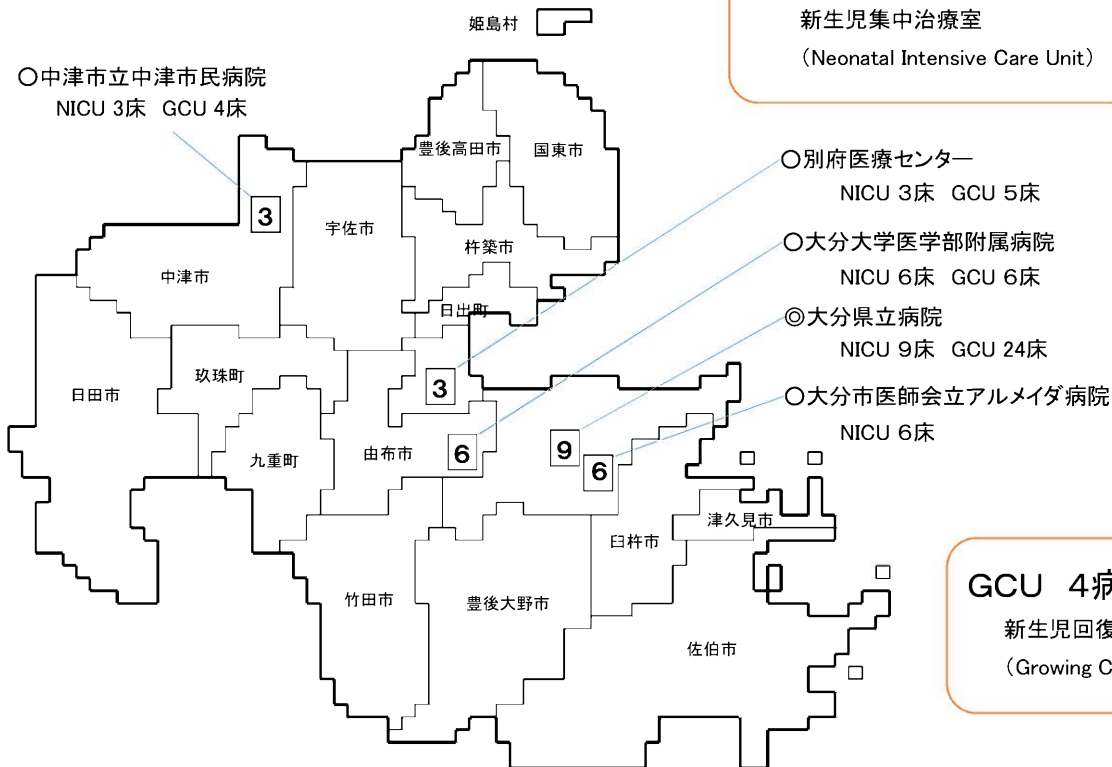 姫島村
新生児集中治療室
(Neonatal Intensive Care Unit)
○中津市立中津市民病院
NICU 3床 GCU 4床
豊後高田市
国東市
○別府医療センター
NICU 3床 GCU 5床
3
宇佐市
杵築市
○大分大学医学部附属病院
NICU 6床 GCU 6床
中津市
日出町
◎大分県立病院
NICU 9床 GCU 24床
玖珠町
3
日田市
○大分市医師会立アルメイダ病院
NICU 6床
九重町
由布市
6
9
6
津久見市
臼杵市
竹田市
豊後大野市
佐伯市
GCU 4病
新生児回復
(Growing C